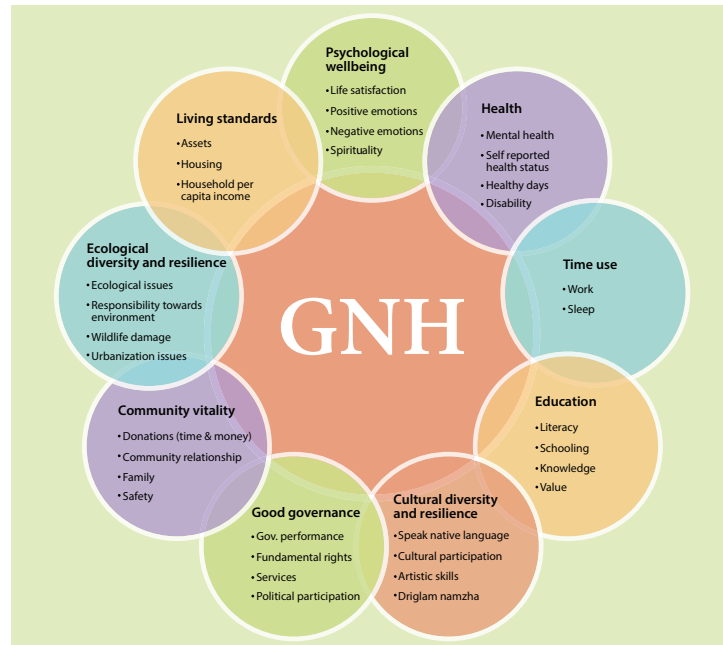 Psychological
wellbeing
•Life satisfaction
•Positive emotions
•Negative emotions
•Spirituality
Health
•Mental health
•Self reported
health status
•Healthy days
•Disability
Time use
•Work
•Sleep
Education
•Literacy
•Schooling
•Knowledge
•Value
Cultural diversity
and resilience
•Speak native language
•Cultural participation
•Artistic skills
•Driglam namzha
Good governance
•Gov. performance
•Fundamental rights
•Services
•Political participation
Community vitality
•Donations (time & money)
•Community relationship
•Family
•Safety
Ecological
diversity and resilience
•Ecological issues
•Responsibility towards
environment
•Wildlife damage
•Urbanization issues
Living standards
•Assets
•Housing
•Household per
capita income
GNH